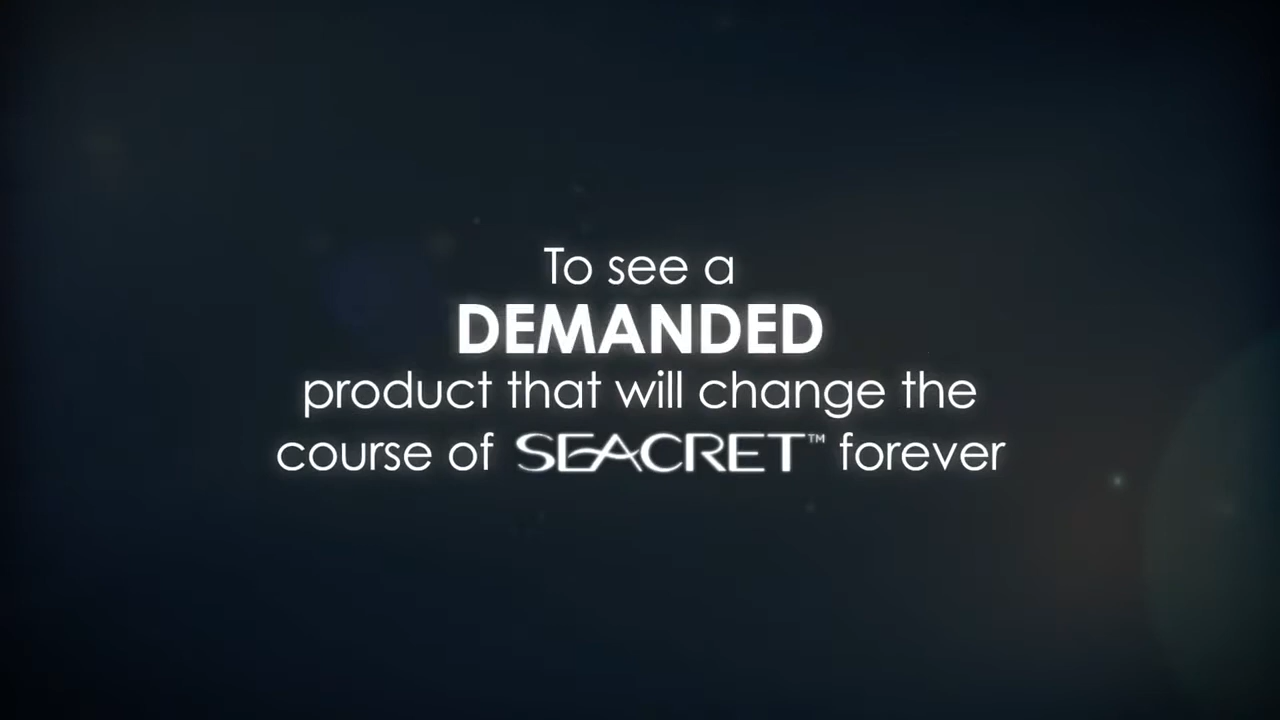 To see a
DEMANDED
product that will change the
course of SEACRET™ forever